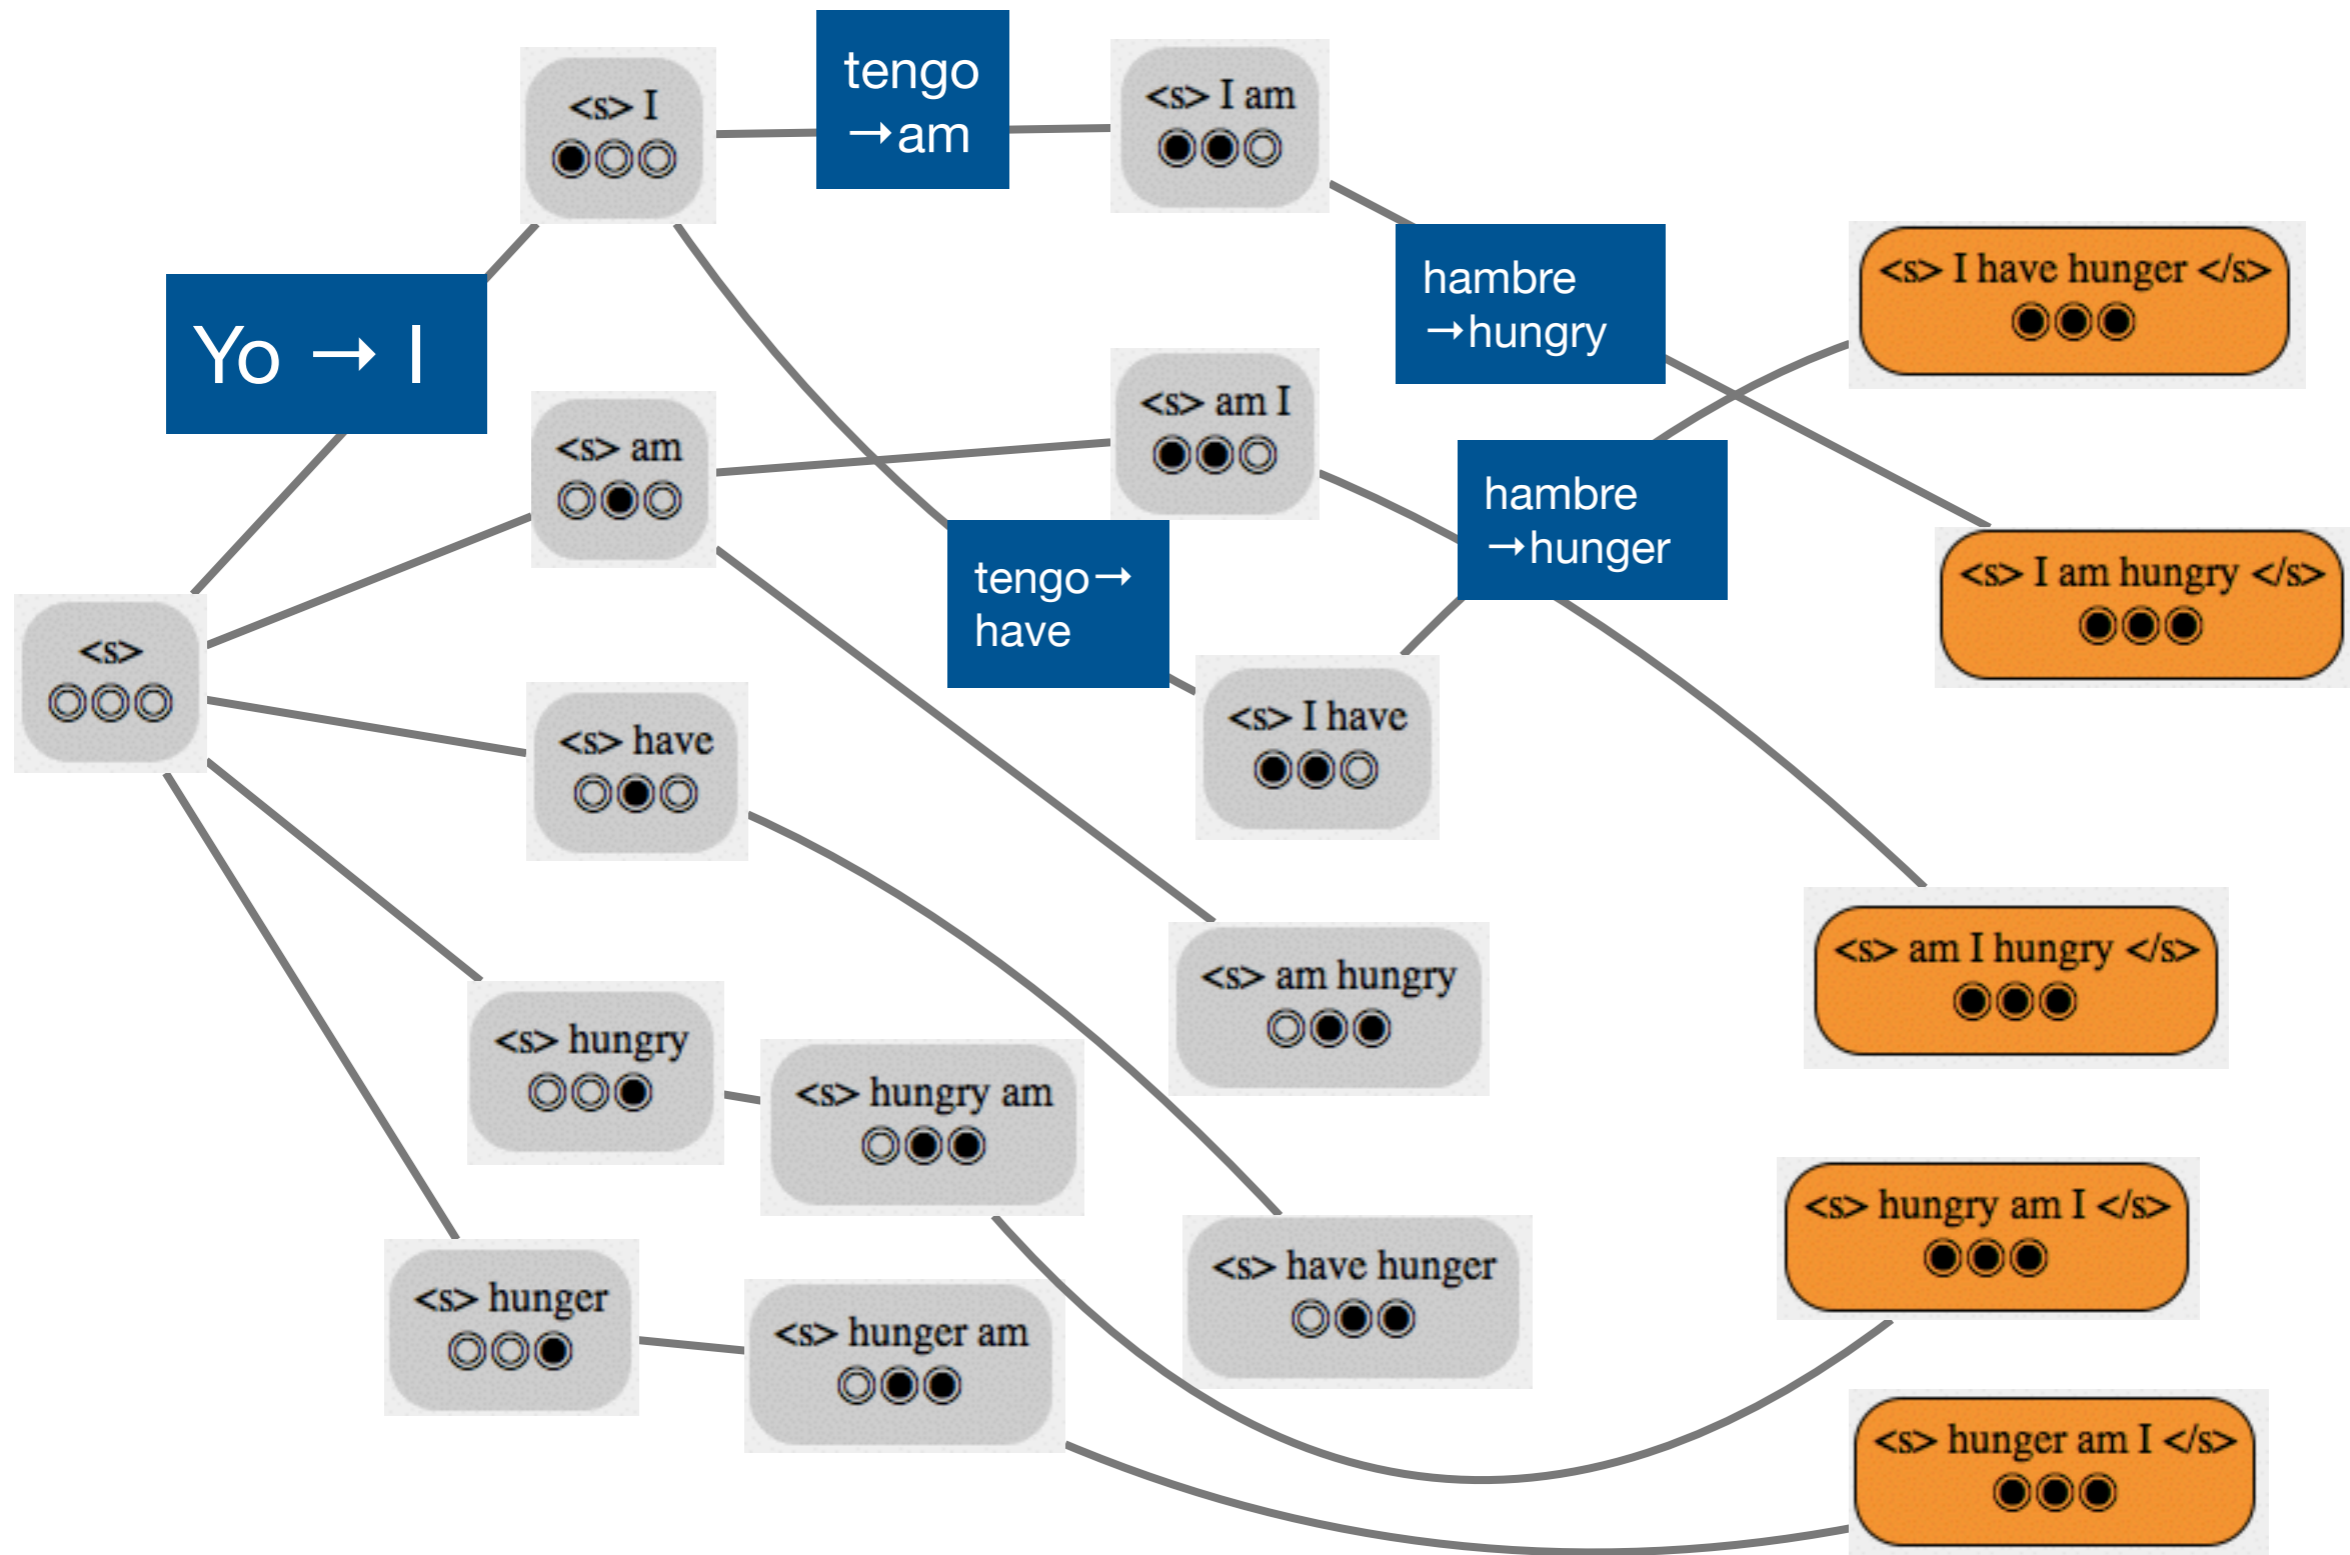 <s> I
tengo
→am
<s> I am
hambre
→hungry
<s> I have hunger </s>
Yo → I
<s> am
<s> am I
hambre
→hunger
<s> I am hungry </s>
tengo→
have
<s>
<s> have
<s> I have
<s> am hungry
<s> am I hungry </s>
<s> hungry
<s> hungry am
<s> hungry am I </s>
<s> hunger
<s> hunger am
<s> have hunger
<s> hunger am I </s>